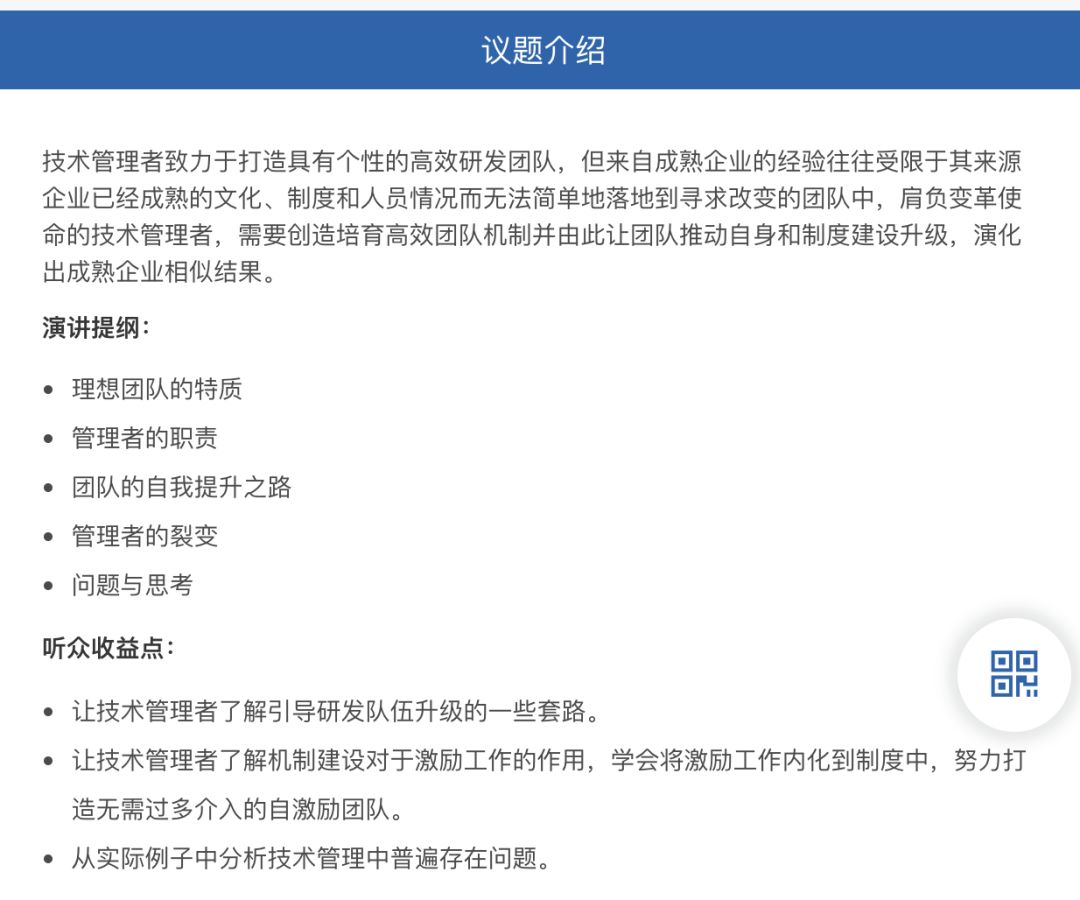 议题介绍
技术管理者致力于打造具有个性的高效研发团队，但来自成熟企业的经验往往受限于其来源
企业已经成熟的文化、制度和人员情况而无法简单地落地到寻求改变的团队中，肩负变革使
命的技术管理者，需要创造培育高效团队机制并由此让团队推动自身和制度建设升级，演化
出成熟企业相似结果。
演讲提纲：
• 理想团队的特质
• 管理者的职责
• 团队的自我提升之路
• 管理者的裂变
• 问题与思考
听众收益点：
• 让技术管理者了解引导研发队伍升级的一些套路。
• 让技术管理者了解机制建设对于激励工作的作用，学会将激励工作内化到制度中，努力打
造无需过多介入的自激励团队。
• 从实际例子中分析技术管理中普遍存在问题。